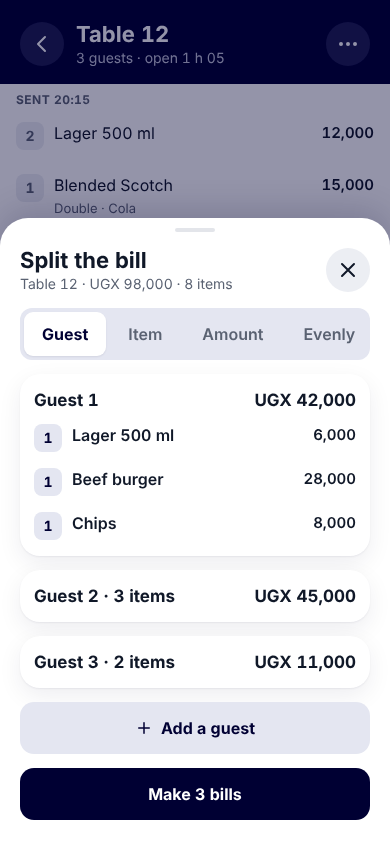 Table 12
3 guests · open 1 h 05
SENT 20:15
2 Lager 500 ml 12,000
1 Blended Scotch 15,000
Double · Cola
Split the bill
Table 12 · UGX 98,000 · 8 items
Guest Item Amount Evenly
Guest 1 UGX 42,000
1 Lager 500 ml 6,000
1 Beef burger 28,000
1 Chips 8,000
Guest 2 · 3 items UGX 45,000
Guest 3 · 2 items UGX 11,000
+ Add a guest
Make 3 bills